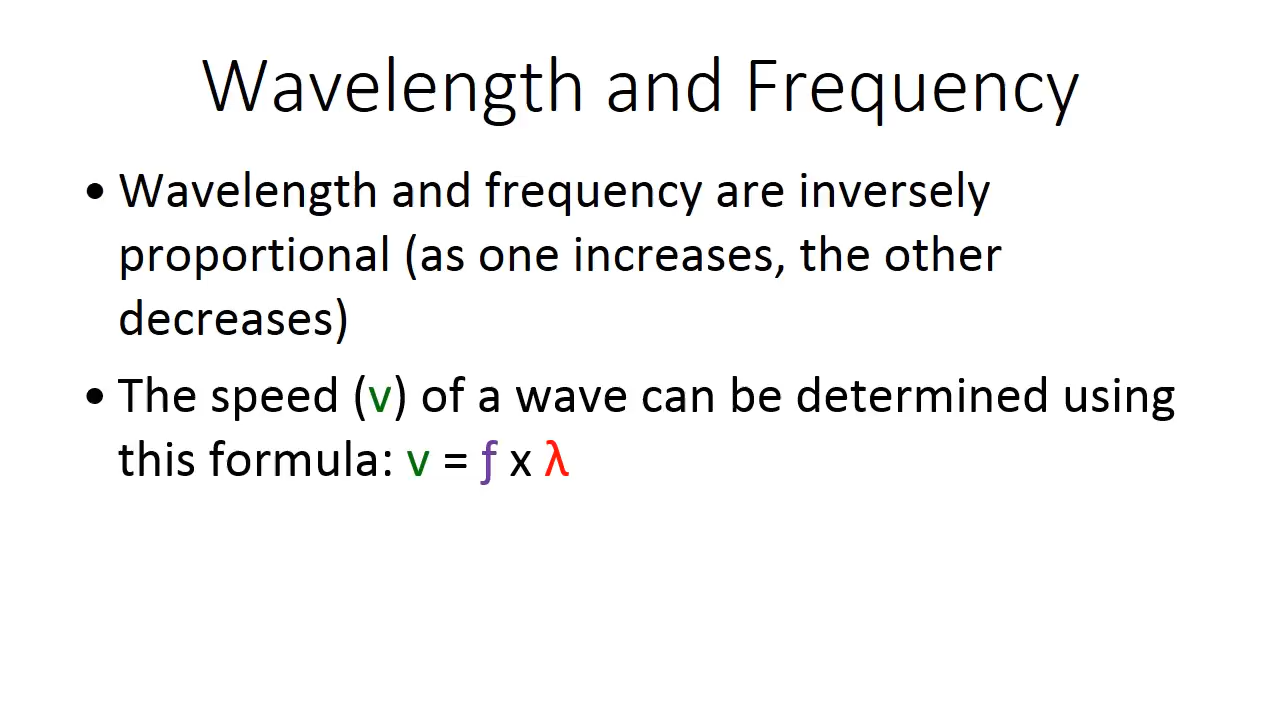 Wavelength and Frequency
• Wavelength and frequency are inversely
proportional (as one increases, the other
decreases)
• The speed (v) of a wave can be determined using
this formula: v = ƒ x λ